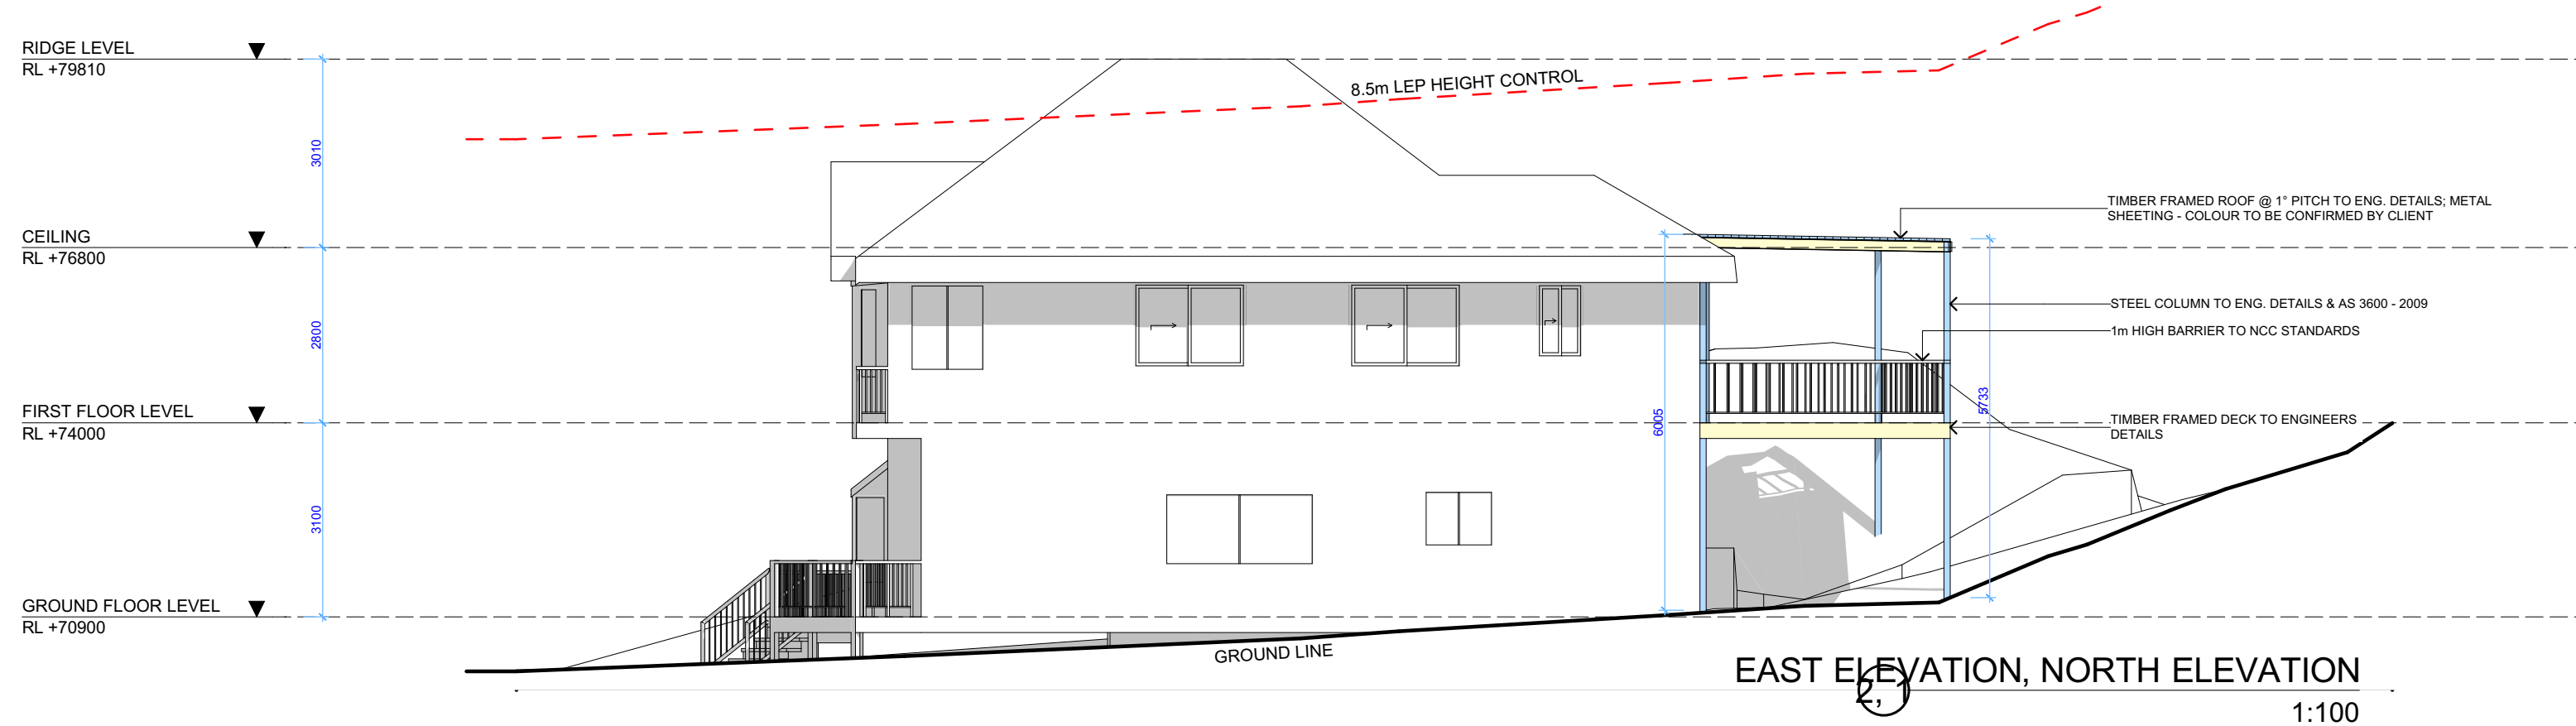 RIDGE LEVEL
RL +79810
8.5m LEP HEIGHT CONTROL
3010
TIMBER FRAMED ROOF @ 1° PITCH TO ENG. DETAILS; METAL
SHEETING - COLOUR TO BE CONFIRMED BY CLIENT
CEILING
RL +76800
STEEL COLUMN TO ENG. DETAILS & AS 3600 - 2009
2800
1m HIGH BARRIER TO NCC STANDARDS
5733
FIRST FLOOR LEVEL
RL +74000
6005
TIMBER FRAMED DECK TO ENGINEERS
DETAILS
3100
GROUND FLOOR LEVEL
RL +70900
GROUND LINE
EAST ELEVATION, NORTH ELEVATION
2, 1
1:100